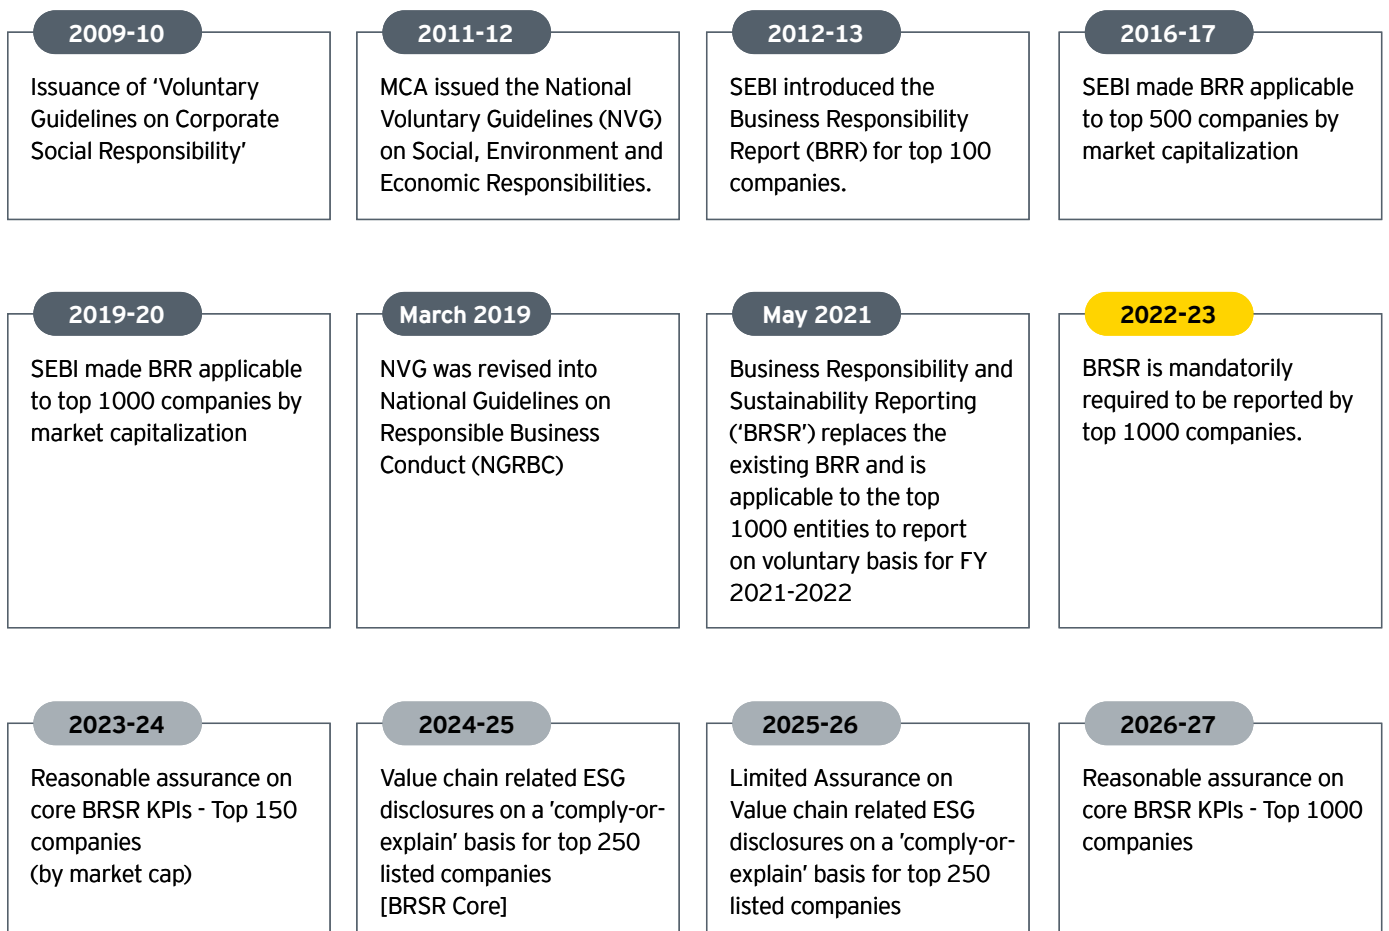 2009-10
Issuance of ‘Voluntary
Guidelines on Corporate
Social Responsibility’
2011-12
MCA issued the National
Voluntary Guidelines (NVG)
on Social, Environment and
Economic Responsibilities.
2012-13
SEBI introduced the
Business Responsibility
Report (BRR) for top 100
companies.
2016-17
SEBI made BRR applicable
to top 500 companies by
market capitalization
2019-20
SEBI made BRR applicable
to top 1000 companies by
market capitalization
March 2019
NVG was revised into
National Guidelines on
Responsible Business
Conduct (NGRBC)
May 2021
Business Responsibility and
Sustainability Reporting
(‘BRSR’) replaces the
existing BRR and is
applicable to the top
1000 entities to report
on voluntary basis for FY
2021-2022
2022-23
BRSR is mandatorily
required to be reported by
top 1000 companies.
2023-24
Reasonable assurance on
core BRSR KPIs - Top 150
companies
(by market cap)
2024-25
Value chain related ESG
disclosures on a ’comply-or-
explain’ basis for top 250
listed companies
[BRSR Core]
2025-26
Limited Assurance on
Value chain related ESG
disclosures on a ’comply-or-
explain’ basis for top 250
listed companies
2026-27
Reasonable assurance on
core BRSR KPIs - Top 1000
companies